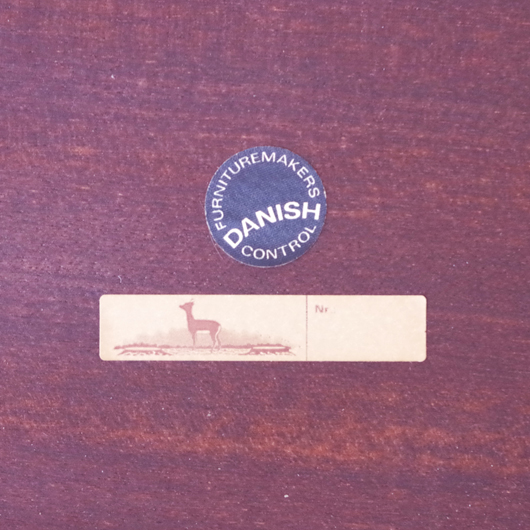 FURNITUREMAKERS
DANISH
CONTROL
Nr.